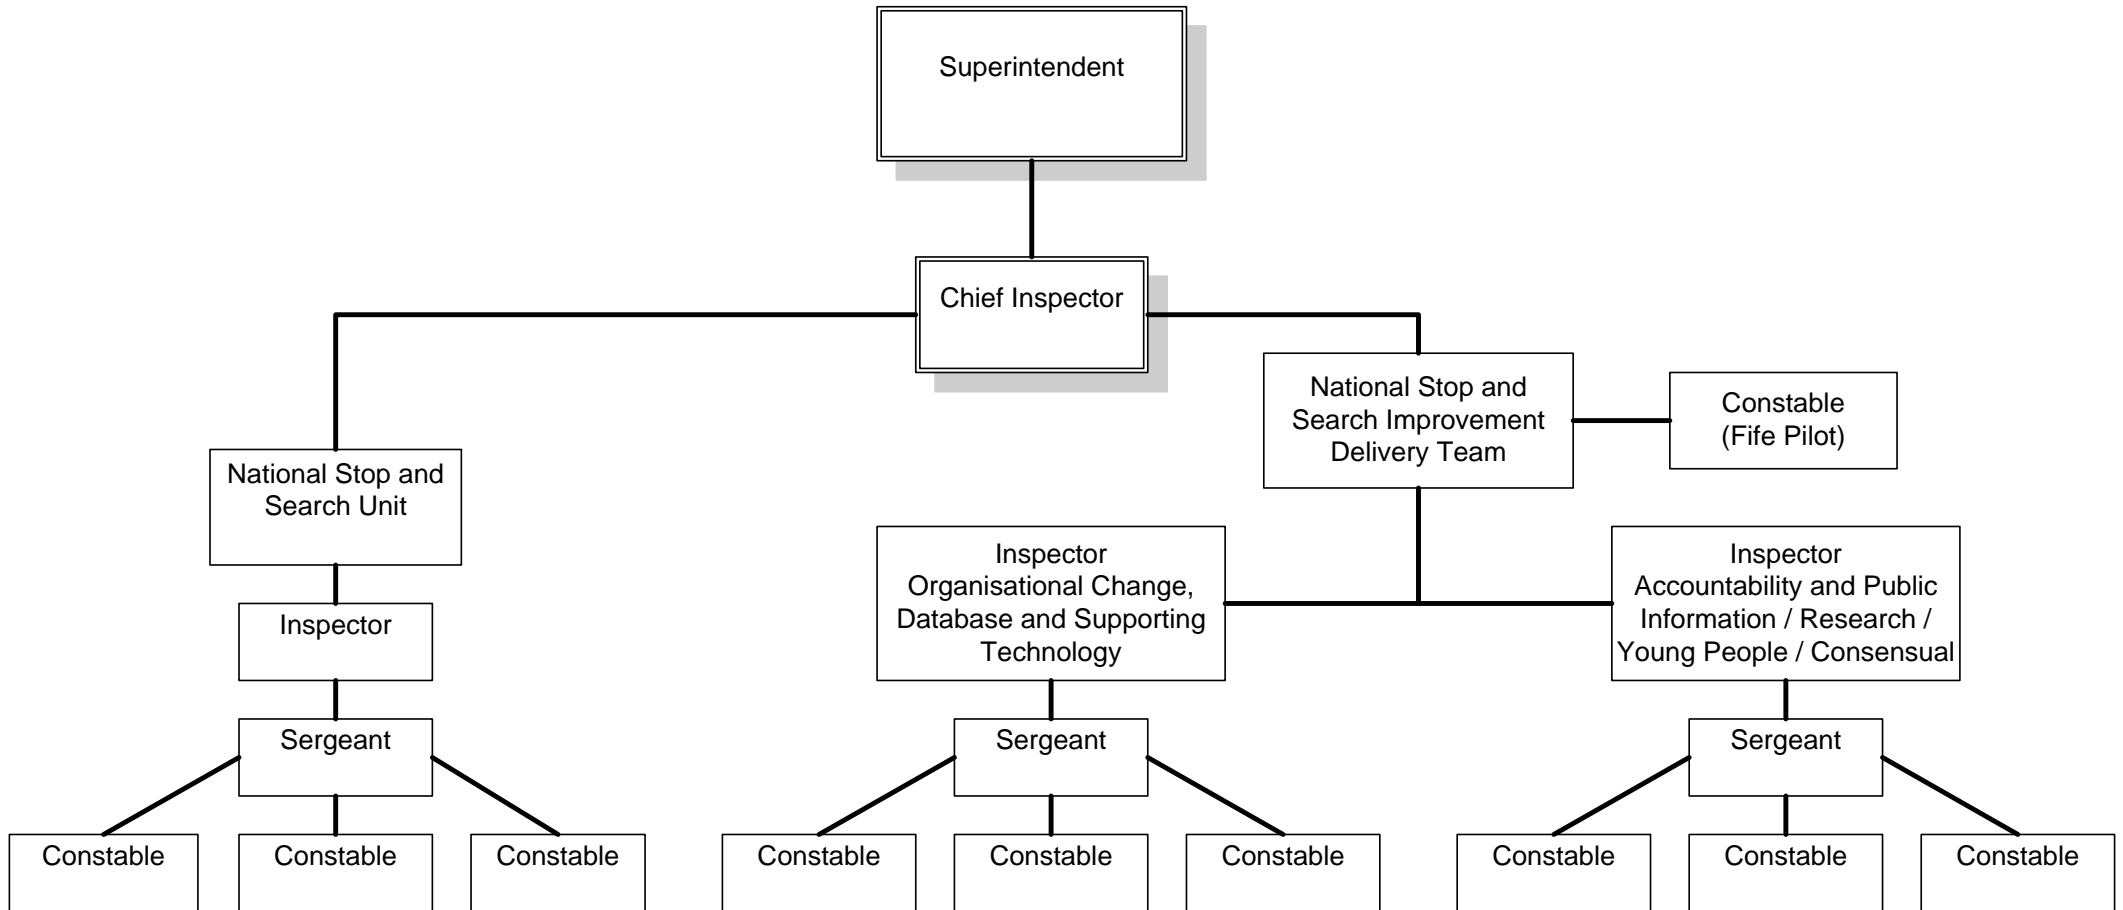 Superintendent
Chief Inspector
National Stop and
Search Improvement
Delivery Team
Constable
(Fife Pilot)
National Stop and
Search Unit
Inspector
Organisational Change,
Database and Supporting
Technology
Inspector
Accountability and Public
Information / Research /
Young People / Consensual
Inspector
Sergeant
Sergeant
Sergeant
Constable
Constable
Constable
Constable
Constable
Constable
Constable
Constable
Constable